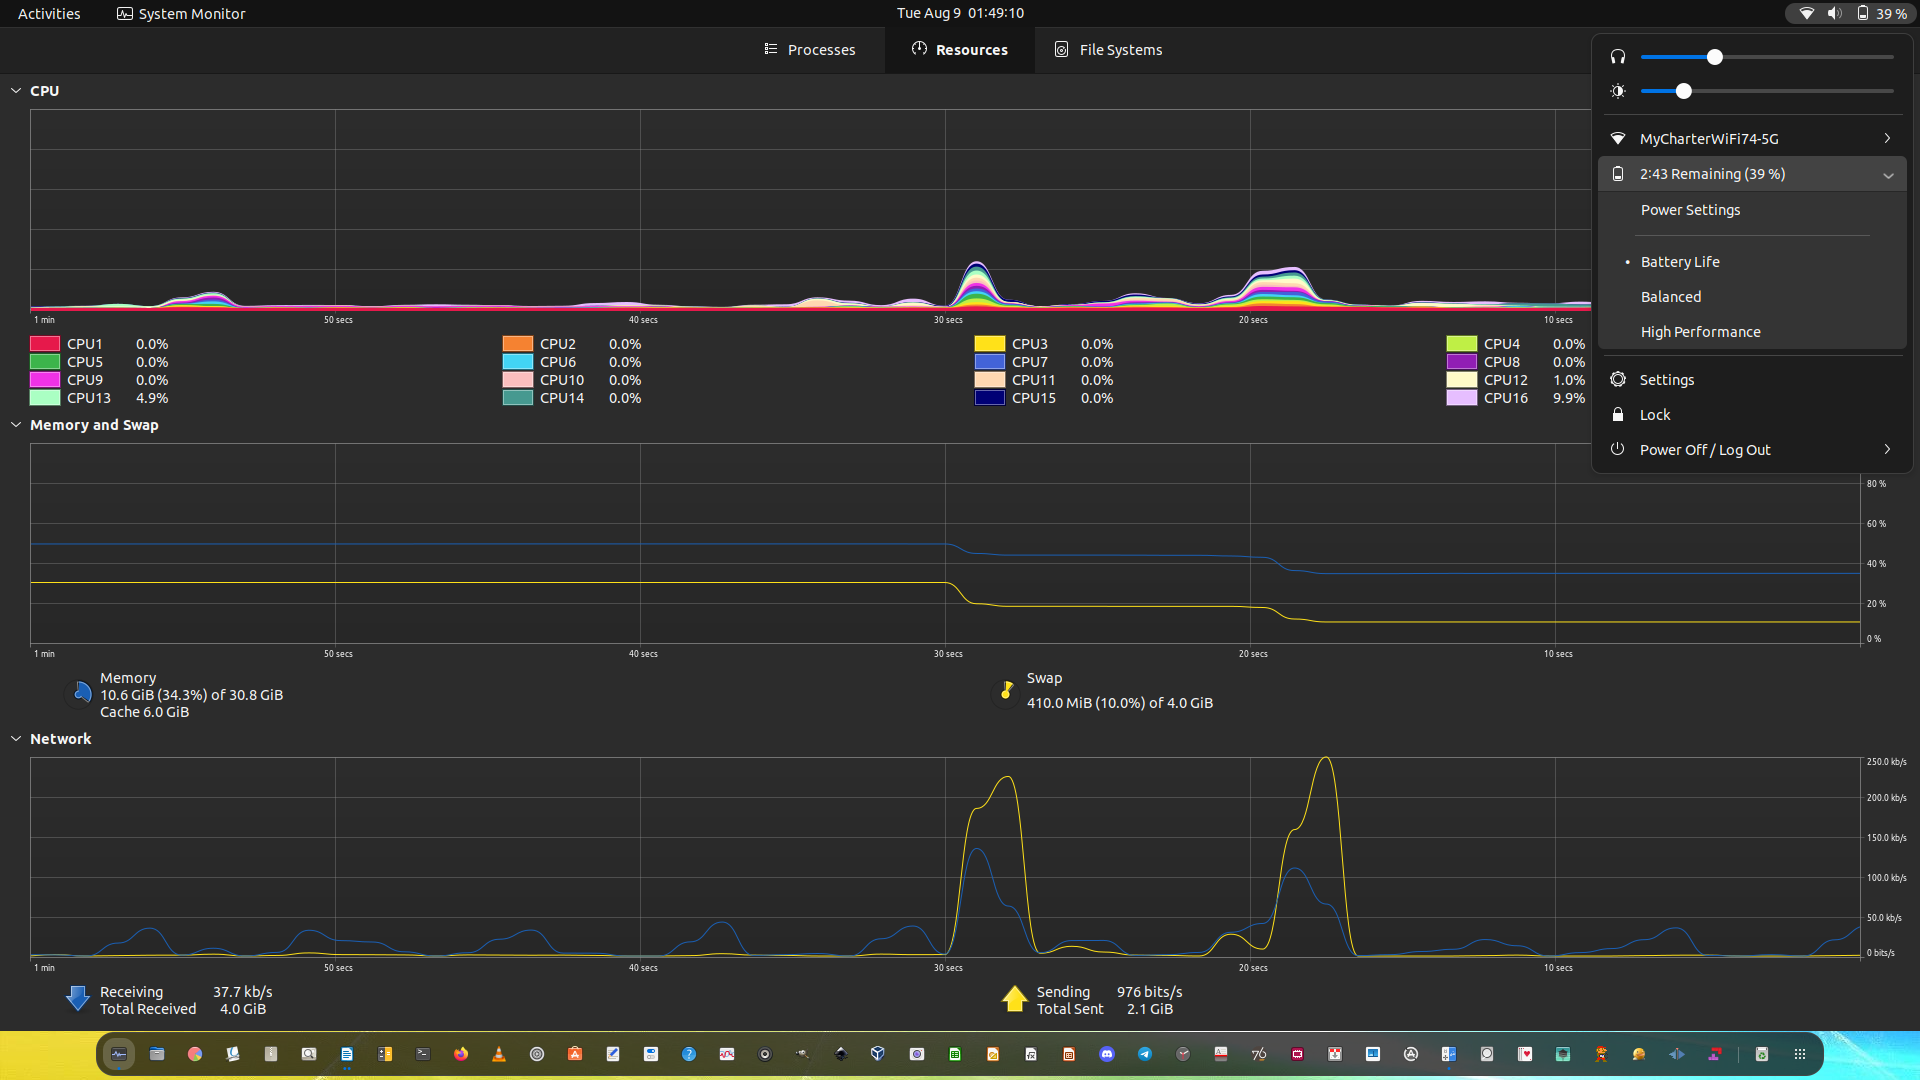 Activities
System Monitor
Tue Aug 9 01:49:10
39 %
Processes
Resources
File Systems
MyCharterWiFi74-5G
2:43 Remaining (39 %)
Power Settings
Battery Life
Balanced
High Performance
Settings
Lock
Power Off / Log Out
CPU
1 min 50 secs 40 secs 30 secs 20 secs 10 secs
CPU1 0.0% CPU2 0.0% CPU3 0.0% CPU4 0.0%
CPU5 0.0% CPU6 0.0% CPU7 0.0% CPU8 0.0%
CPU9 0.0% CPU10 0.0% CPU11 0.0% CPU12 1.0%
CPU13 4.9% CPU14 0.0% CPU15 0.0% CPU16 9.9%
Memory and Swap
80 %
60 %
40 %
20 %
0 %
1 min 50 secs 40 secs 30 secs 20 secs 10 secs
Memory
10.6 GiB (34.3%) of 30.8 GiB
Cache 6.0 GiB
Swap
410.0 MiB (10.0%) of 4.0 GiB
Network
250.0 kb/s
200.0 kb/s
150.0 kb/s
100.0 kb/s
50.0 kb/s
0 bits/s
1 min 50 secs 40 secs 30 secs 20 secs 10 secs
Receiving 37.7 kb/s
Total Received 4.0 GiB
Sending 976 bits/s
Total Sent 2.1 GiB
76